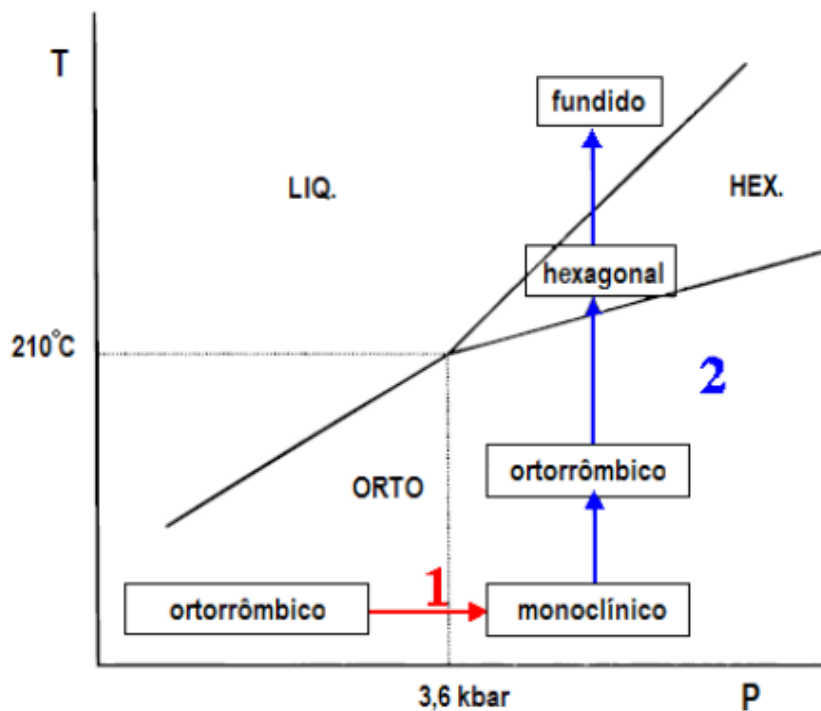 T
fundido
LIQ.
HEX.
hexagonal
210°C
2
ortorrômbico
ORTO
1
ortorrômbico
monoclínico
3,6 kbar
P